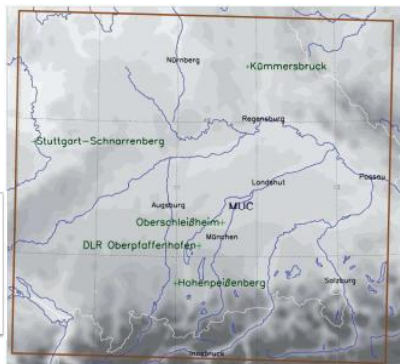 Nürnberg
Kümmersbruck
Regensburg
Stuttgart-Schnarrenberg
Passau
Landshut
Augsburg
MUC
Oberschleißheim
München
DLR Oberpfaffenhofen
Hohenpeißenberg
Salzburg
Innsbruck